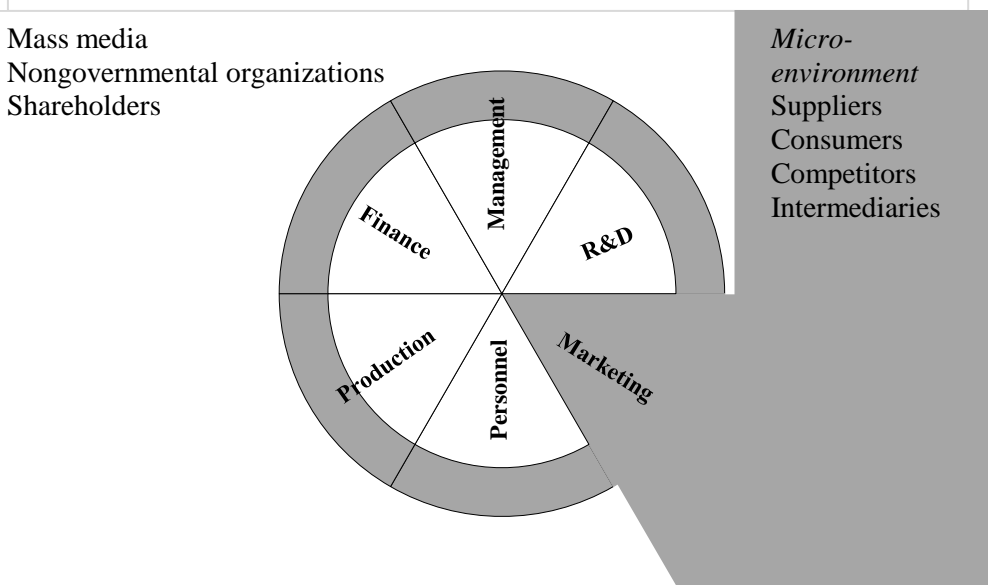 Mass media
Nongovernmental organizations
Shareholders
Micro-
environment
Suppliers
Consumers
Competitors
Intermediaries
Management
Finance
R&D
Production
Personnel
Marketing